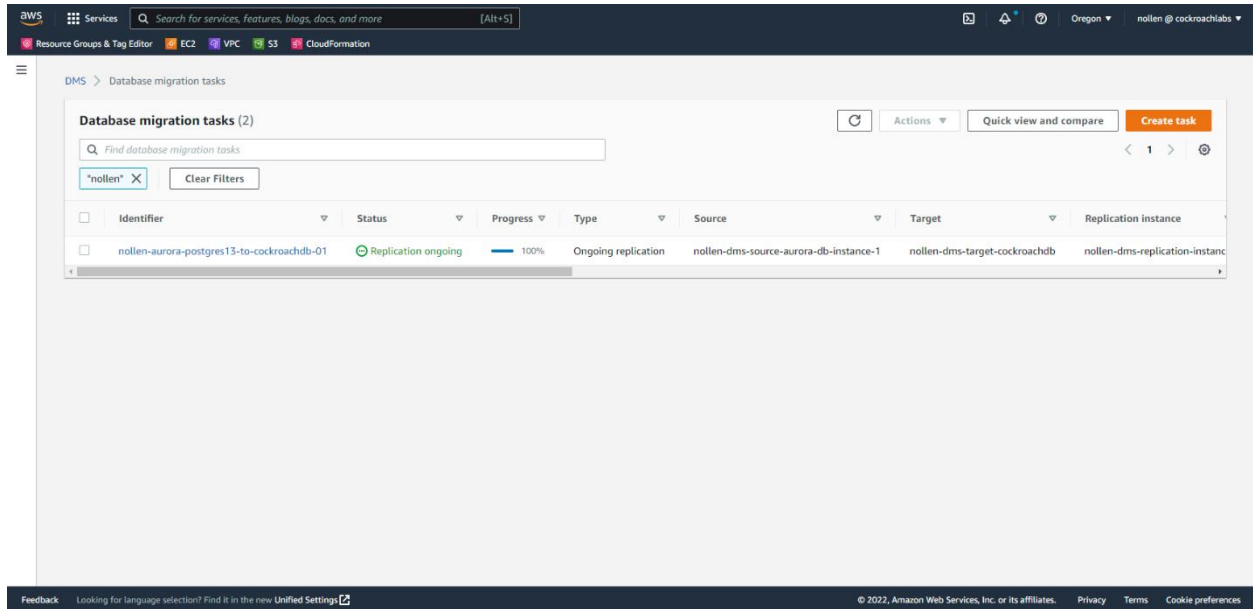 aws Services Search for services, features, blogs, docs, and more [Alt+S] Oregon nollen @ cockroachlabs
Resource Groups & Tag Editor EC2 VPC S3 CloudFormation
DMS > Database migration tasks
Database migration tasks (2) Actions Quick view and compare Create task
Find database migration tasks 1
"nollen" Clear Filters
Identifier Status Progress Type Source Target Replication instance
nollen-aurora-postgres13-to-cockroachdb-01 Replication ongoing 100% Ongoing replication nollen-dms-source-aurora-db-instance-1 nollen-dms-target-cockroachdb nollen-dms-replication-instanc
Feedback Looking for language selection? Find it in the new Unified Settings © 2022, Amazon Web Services, Inc. or its affiliates. Privacy Terms Cookie preferences